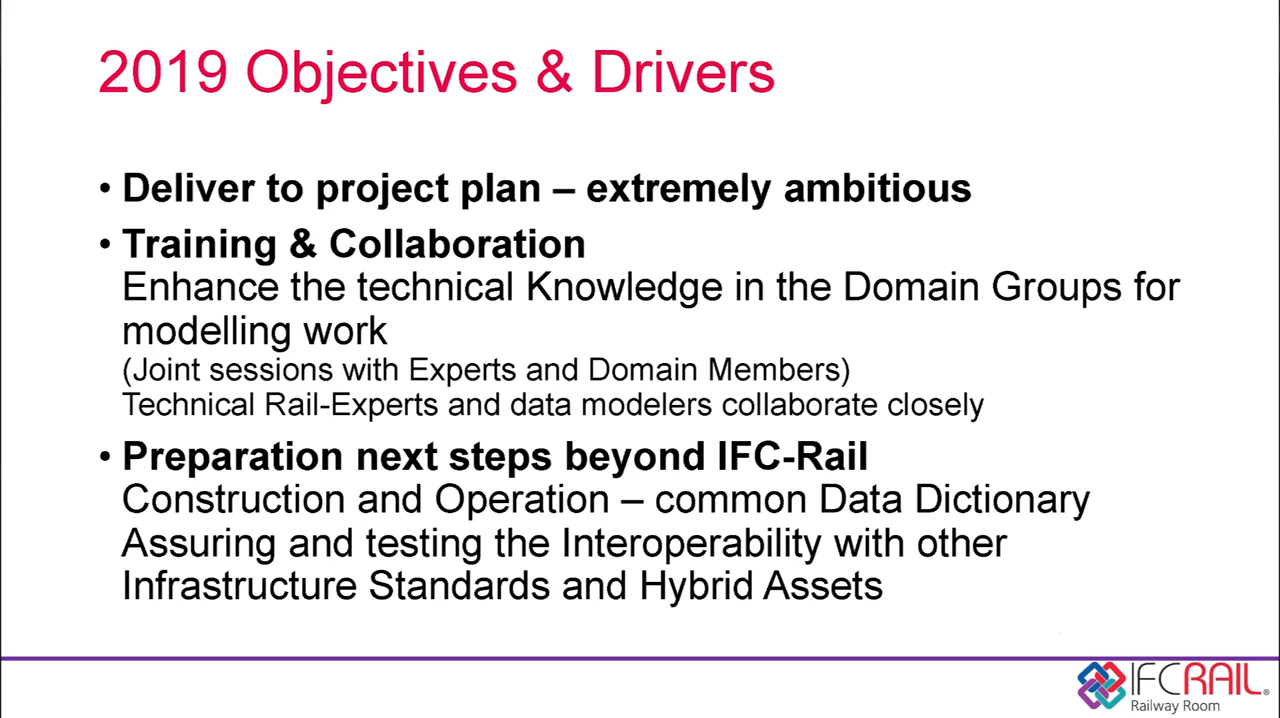 2019 Objectives & Drivers
• Deliver to project plan – extremely ambitious
• Training & Collaboration
Enhance the technical Knowledge in the Domain Groups for
modelling work
(Joint sessions with Experts and Domain Members)
Technical Rail-Experts and data modelers collaborate closely
• Preparation next steps beyond IFC-Rail
Construction and Operation – common Data Dictionary
Assuring and testing the Interoperability with other
Infrastructure Standards and Hybrid Assets
IFCRAIL®
Railway Room